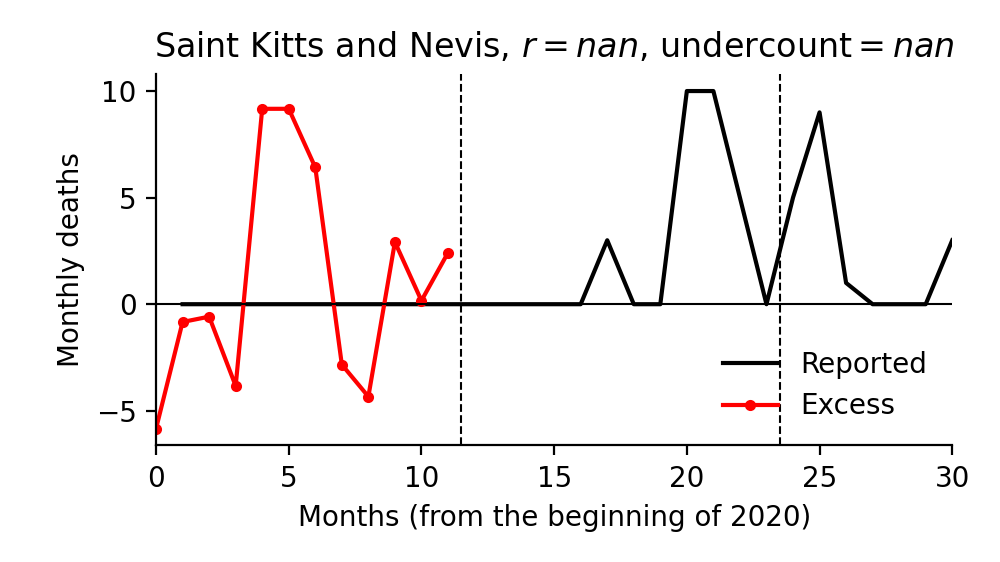 Saint Kitts and Nevis, r = nan, undercount = nan
Monthly deaths
10
5
0
−5
Reported
Excess
0 5 10 15 20 25 30
Months (from the beginning of 2020)